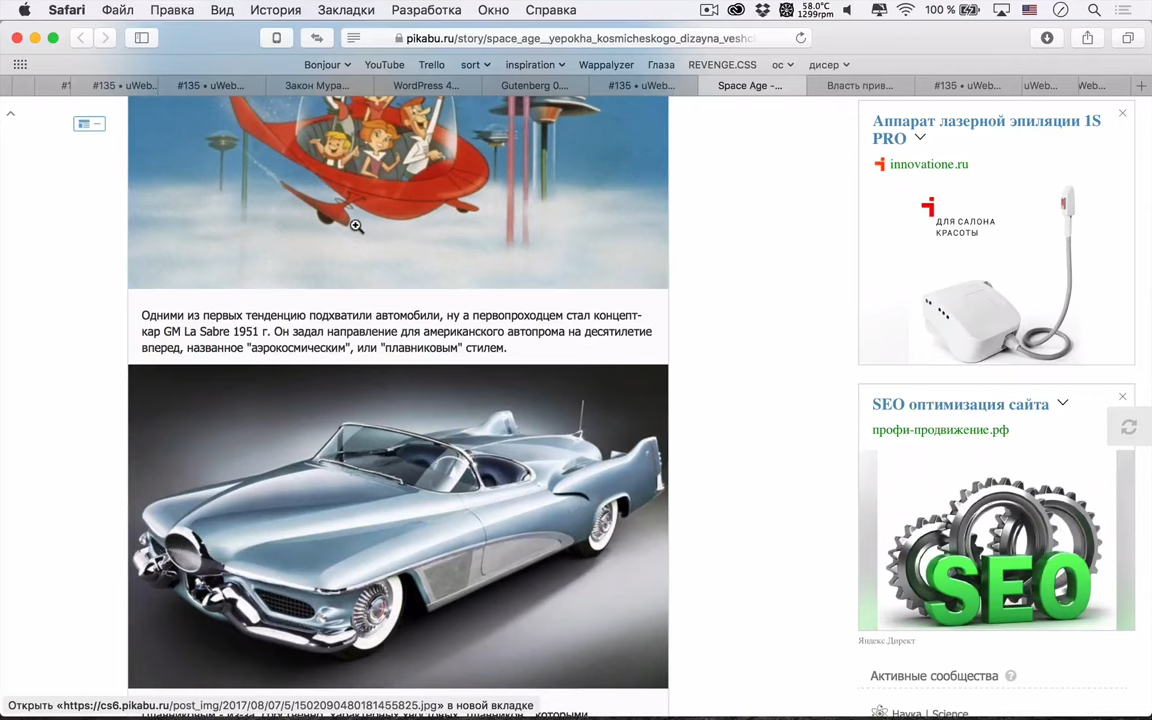 Safari Файл Правка Вид История Закладки Разработка Окно Справка 58.0°C 1299rpm 100 %
pikabu.ru/story/space_age__yepokha_kosmicheskogo_dizayna_veshc
Bonjour YouTube Trello sort inspiration Wappalyzer Глаза REVENGE.CSS ос дисер
#1 #135 – uWeb... #135 – uWeb... Закон Мура... WordPress 4... Gutenberg 0.... #135 – uWeb... Space Age -... Власть прив... #135 – uWeb... uWeb... Web...
Одними из первых тенденцию подхватили автомобили, ну а первопроходцем стал концепт-
кар GM La Sabre 1951 г. Он задал направление для американского автопрома на десятилетие
вперед, названное "аэрокосмическим", или "плавниковым" стилем.
Аппарат лазерной эпиляции 1S
PRO
innovatione.ru
ДЛЯ САЛОНА
КРАСОТЫ
SEO оптимизация сайта
профи-продвижение.рф
SEO
Яндекс.Директ
Активные сообщества
Наука | Science
Открыть «https://cs6.pikabu.ru/post_img/2017/08/07/5/1502090480181455825.jpg» в новой вкладке